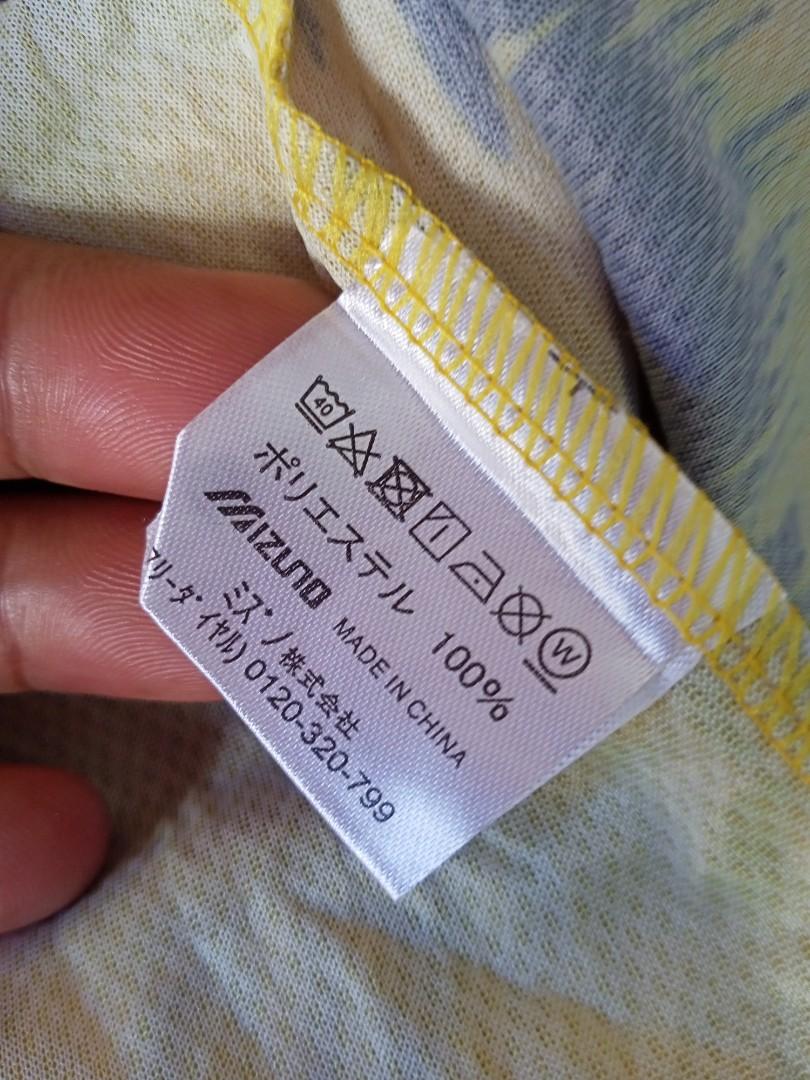 40
W
ポリエステル 100%
MIZUNO MADE IN CHINA
ミズノ株式会社
フリーダイヤル) 0120-320-799